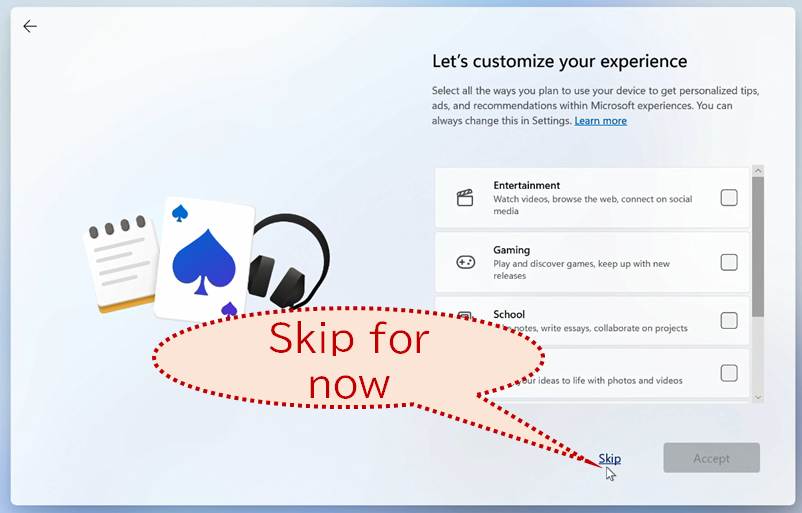 Let's customize your experience
Select all the ways you plan to use your device to get personalized tips,
ads, and recommendations within Microsoft experiences. You can
always change this in Settings. Learn more
Entertainment
Watch videos, browse the web, connect on social
media
Gaming
Play and discover games, keep up with new
releases
School
notes, write essays, collaborate on projects
your ideas to life with photos and videos
Skip for
now
Skip
Accept